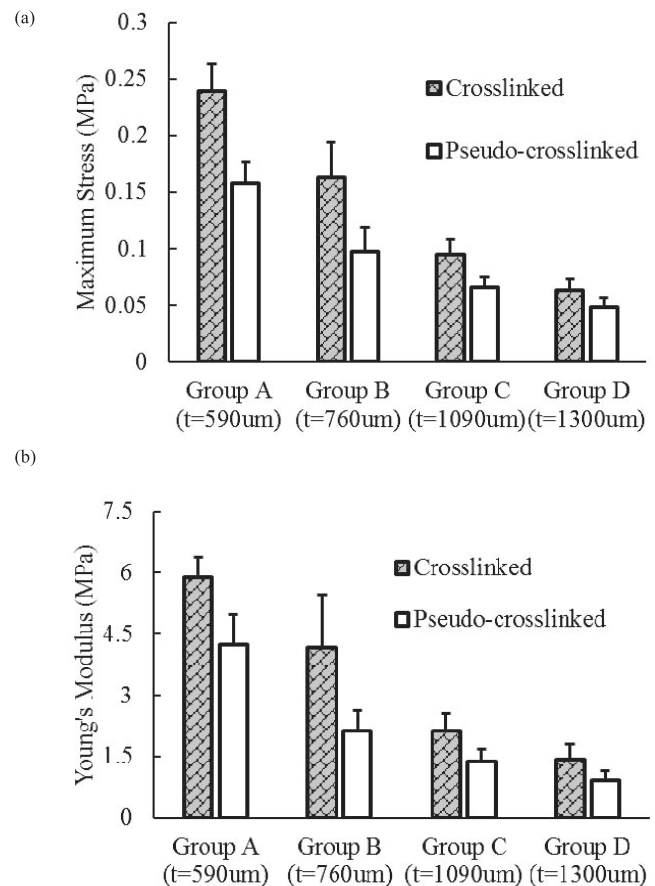 (a)
Maximum Stress (MPa)
0.3
0.25
0.2
0.15
0.1
0.05
0
Crosslinked
Pseudo-crosslinked
Group A Group B Group C Group D
(t=590um) (t=760um) (t=1090um) (t=1300um)
(b)
Young's Modulus (MPa)
7.5
6
4.5
3
1.5
0
Crosslinked
Pseudo-crosslinked
Group A Group B Group C Group D
(t=590um) (t=760um) (t=1090um) (t=1300um)